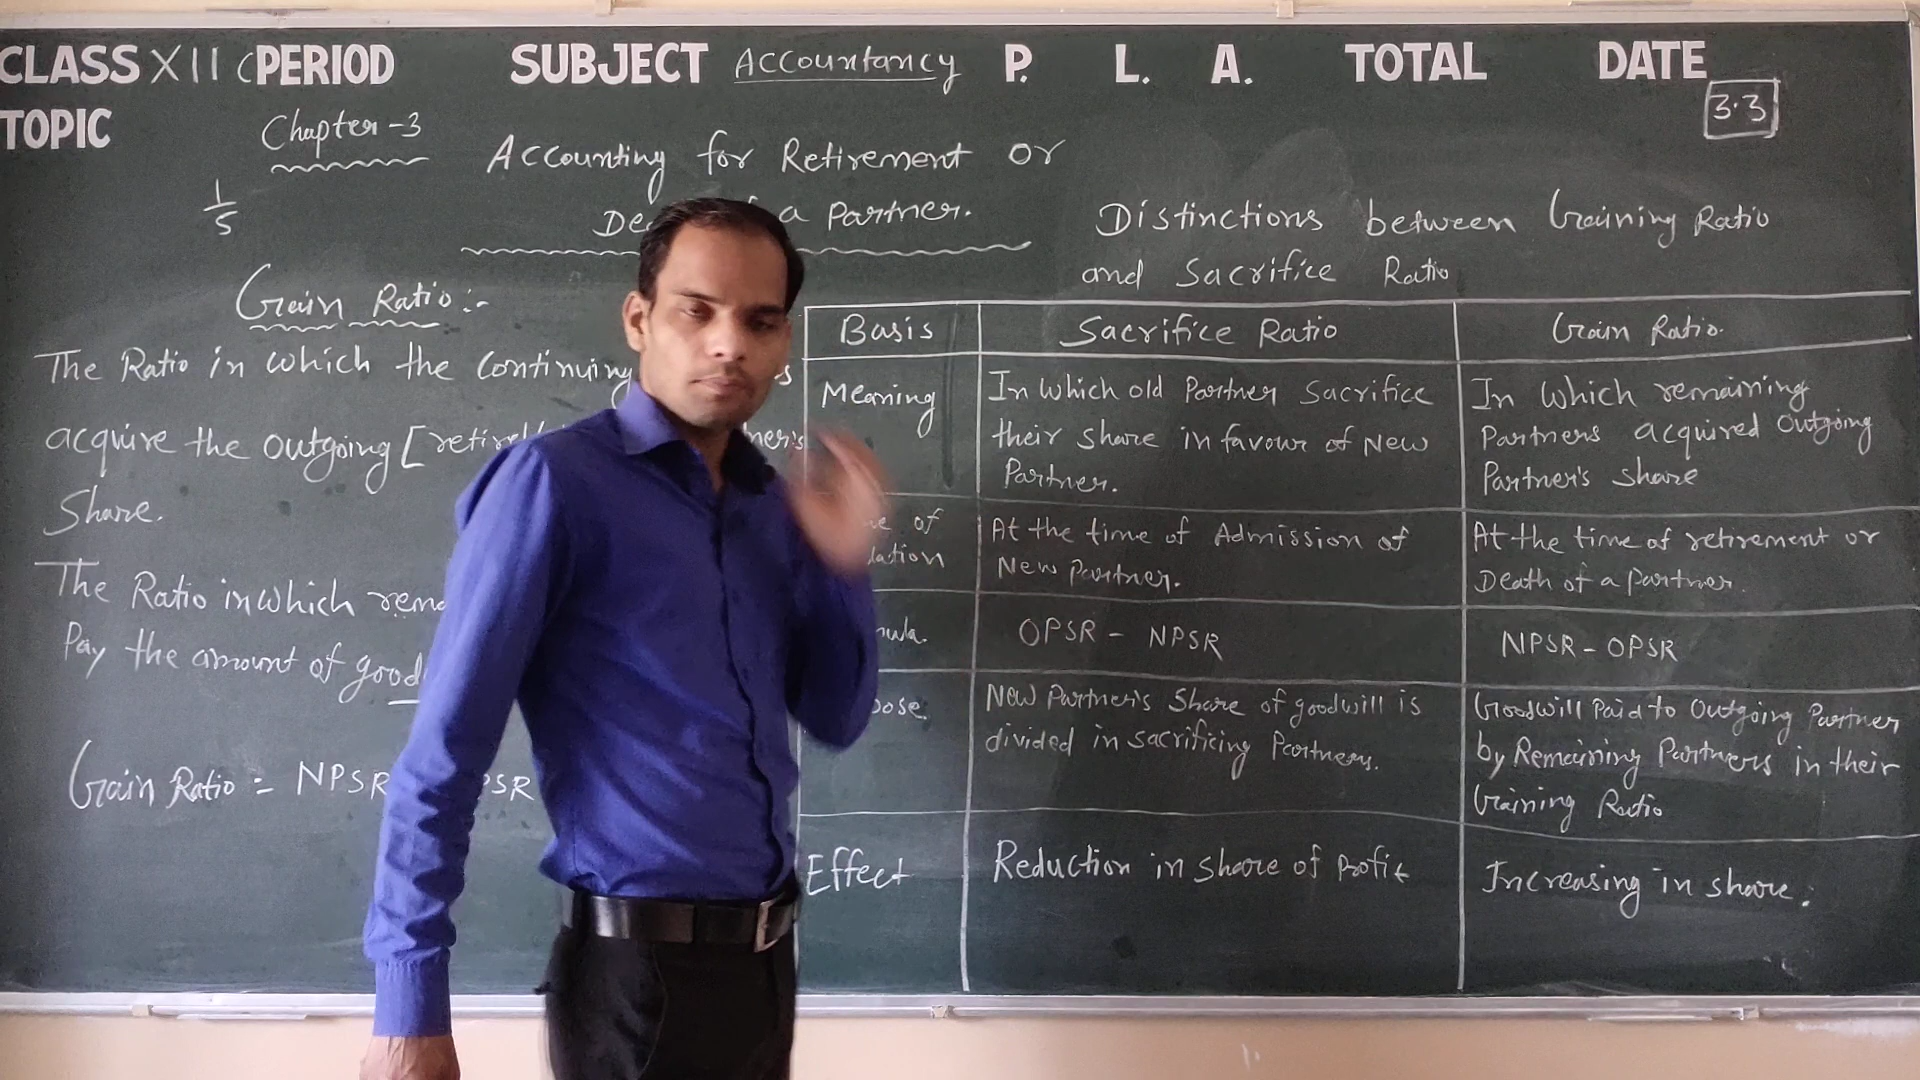 CLASS XII C PERIOD SUBJECT Accountancy P. L. A. TOTAL DATE
TOPIC
3.3
Chapter-3
Accounting for Retirement or
a Partner.
1/5
Gain Ratio:-
The Ratio in which the Continuing
acquire the Outgoing [
Share.
The Ratio in which
Pay the amount of
Gain Ratio = NPSR PSR
Distinctions between Gaining Ratio
and Sacrifice Ratio
Basis Sacrifice Ratio Gain Ratio.
Meaning
In Which old Partner Sacrifice
their share in favour of New
Partner.
In Which remaining
Partners acquired Outgoing
Partner's share
of
At the time of Admission of
New Partner.
At the time of retirement or
Death of a partner.
OPSR - NPSR
NPSR - OPSR
New Partner's Share of goodwill is
divided in sacrificing Partners.
Goodwill Paid to Outgoing Partner
by Remaining Partners in their
Gaining Ratio
Effect
Reduction in share of Profit
Increasing in share.